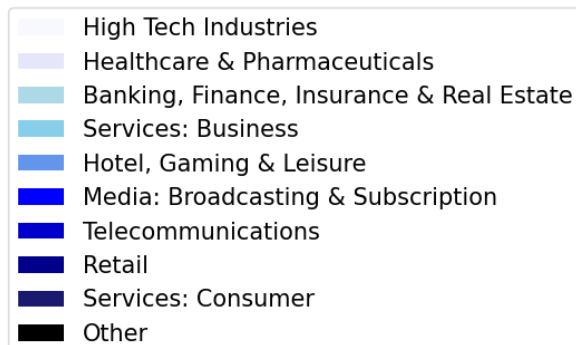 High Tech Industries
Healthcare & Pharmaceuticals
Banking, Finance, Insurance & Real Estate
Services: Business
Hotel, Gaming & Leisure
Media: Broadcasting & Subscription
Telecommunications
Retail
Services: Consumer
Other